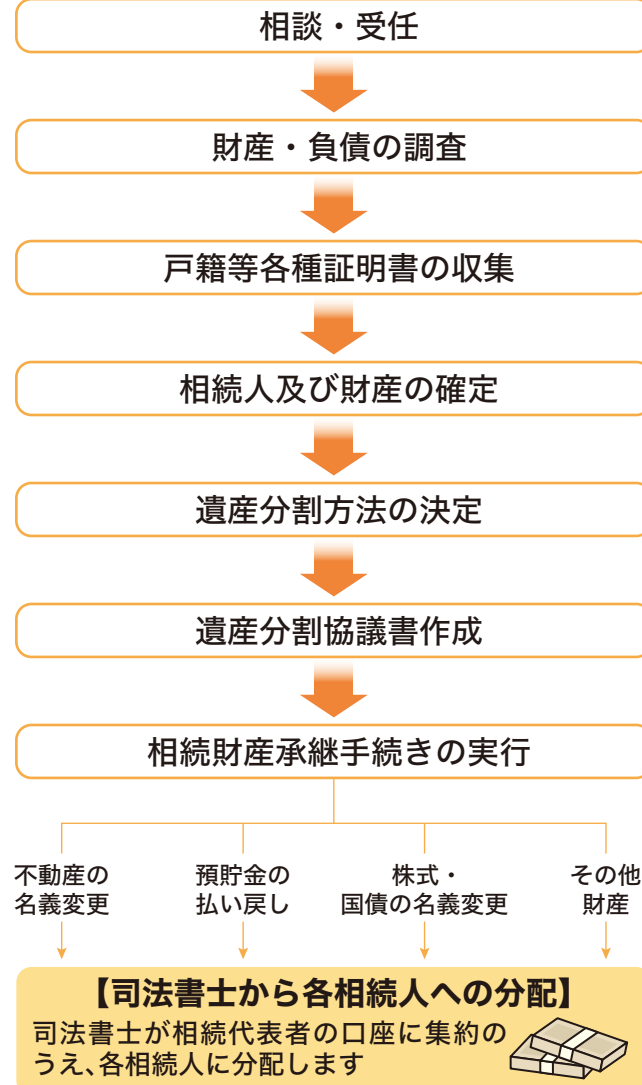 相談・受任
財産・負債の調査
戸籍等各種証明書の収集
相続人及び財産の確定
遺産分割方法の決定
遺産分割協議書作成
相続財産承継手続きの実行
不動産の
名義変更
預貯金の
払い戻し
株式・
国債の名義変更
その他
財産
【司法書士から各相続人への分配】
司法書士が相続代表者の口座に集約の
うえ、各相続人に分配します